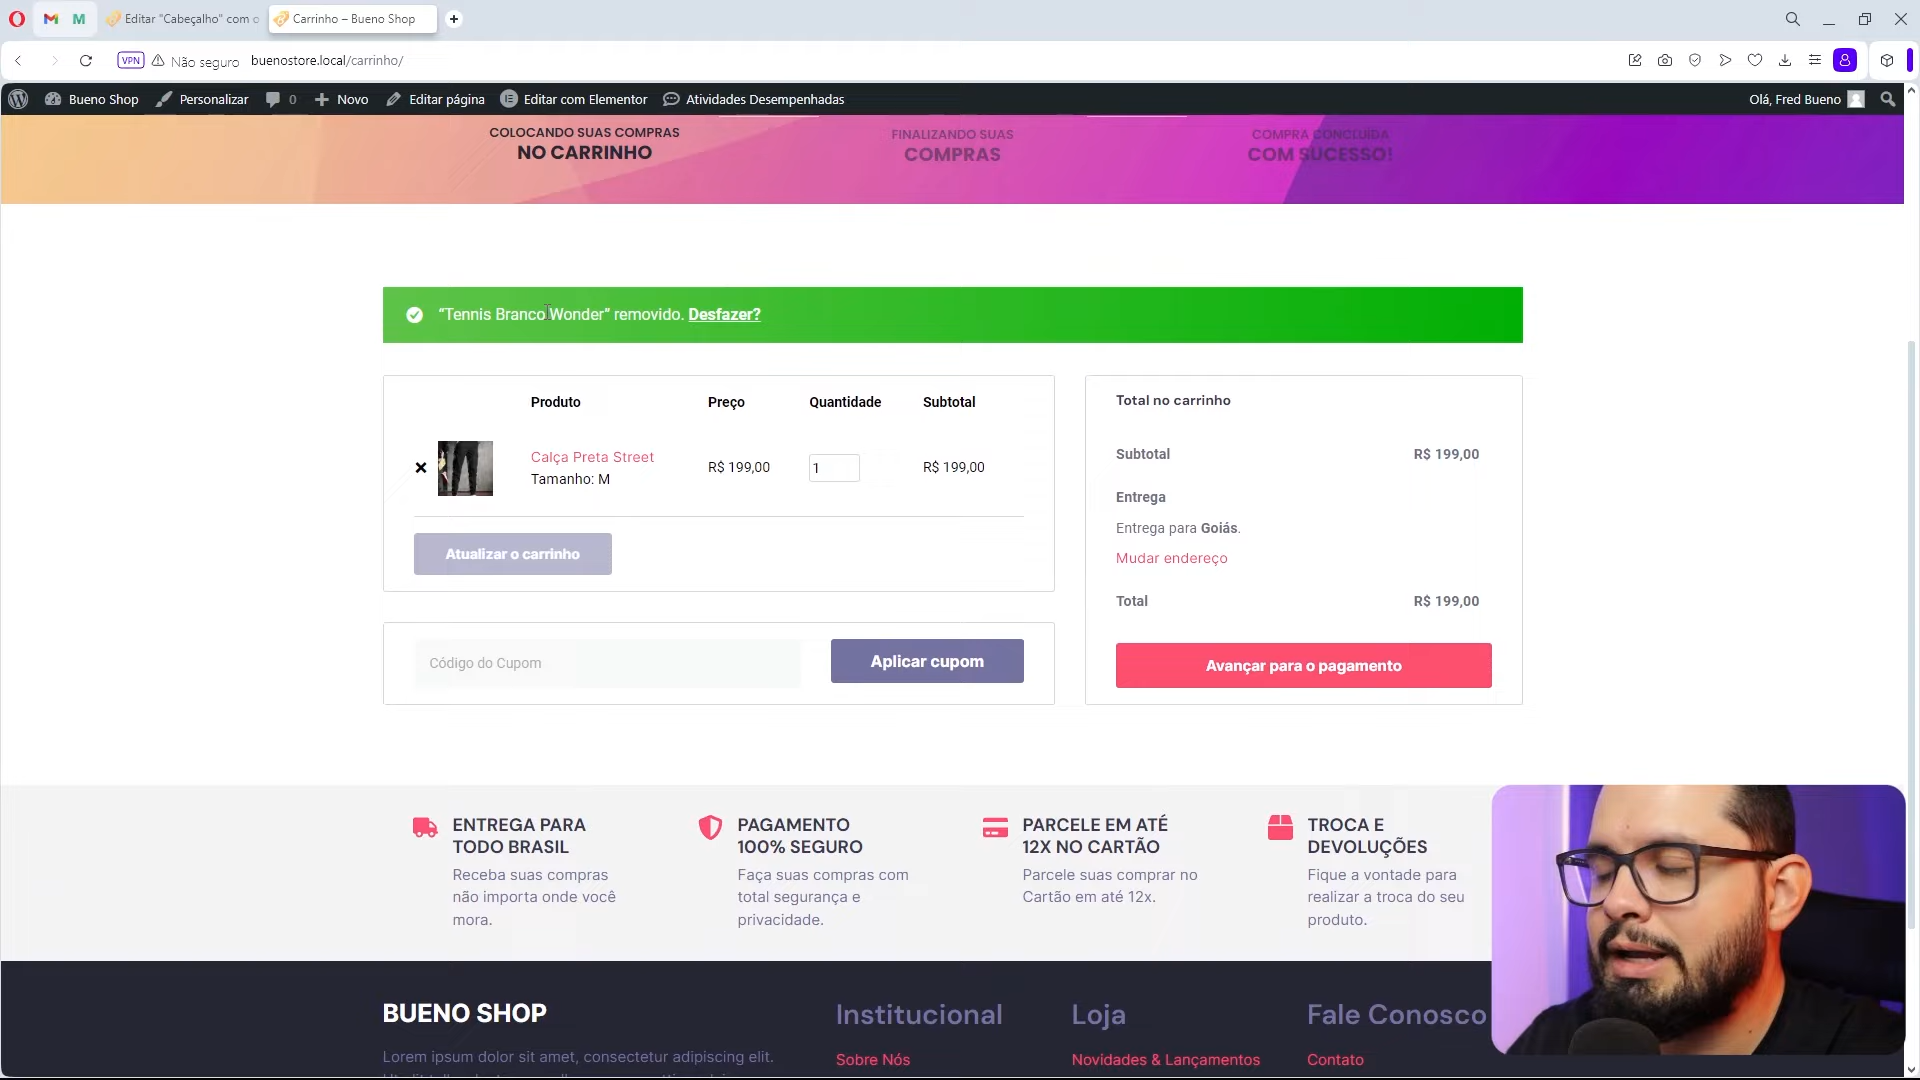 Editar "Cabeçalho" com o
Carrinho – Bueno Shop
VPN
Não seguro
buenostore.local/carrinho/
Bueno Shop
Personalizar
0
Novo
Editar página
Editar com Elementor
Atividades Desempenhadas
Olá, Fred Bueno
COLOCANDO SUAS COMPRAS
NO CARRINHO
FINALIZANDO SUAS
COMPRAS
COMPRA CONCLUÍDA
COM SUCESSO!
“Tennis Branco Wonder” removido. Desfazer?
Produto
Preço
Quantidade
Subtotal
Calça Preta Street
Tamanho: M
R$ 199,00
1
R$ 199,00
Atualizar o carrinho
Código do Cupom
Aplicar cupom
Total no carrinho
Subtotal
R$ 199,00
Entrega
Entrega para Goiás.
Mudar endereço
Total
R$ 199,00
Avançar para o pagamento
ENTREGA PARA
TODO BRASIL
Receba suas compras
não importa onde você
mora.
PAGAMENTO
100% SEGURO
Faça suas compras com
total segurança e
privacidade.
PARCELE EM ATÉ
12X NO CARTÃO
Parcele suas comprar no
Cartão em até 12x.
TROCA E
DEVOLUÇÕES
Fique a vontade para
realizar a troca do seu
produto.
BUENO SHOP
Lorem ipsum dolor sit amet, consectetur adipiscing elit.
Institucional
Sobre Nós
Loja
Novidades & Lançamentos
Fale Conosco
Contato